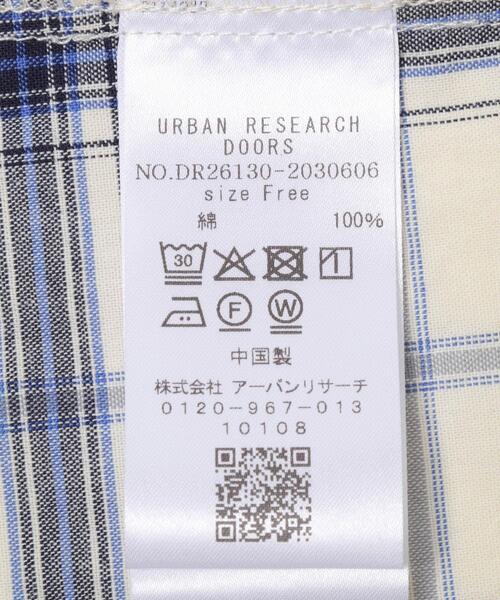 URBAN RESEARCH
DOORS
NO.DR26130-2030606
size Free
綿 100%
30
F W
中国製
株式会社 アーバンリサーチ
0120-967-013
10108